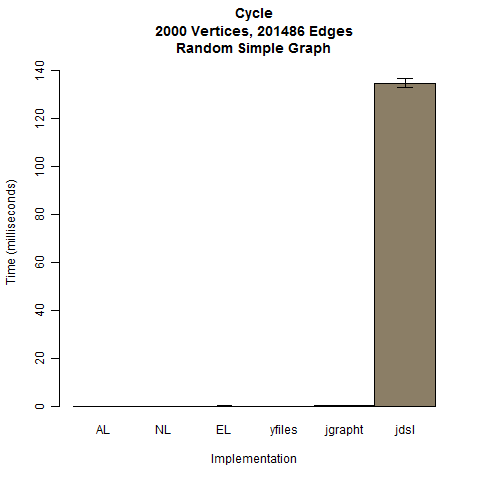 Cycle
2000 Vertices, 201486 Edges
Random Simple Graph
140
120
100
80
60
40
20
0
Time (milliseconds)
AL NL EL yfiles jgrapht jdsl
Implementation